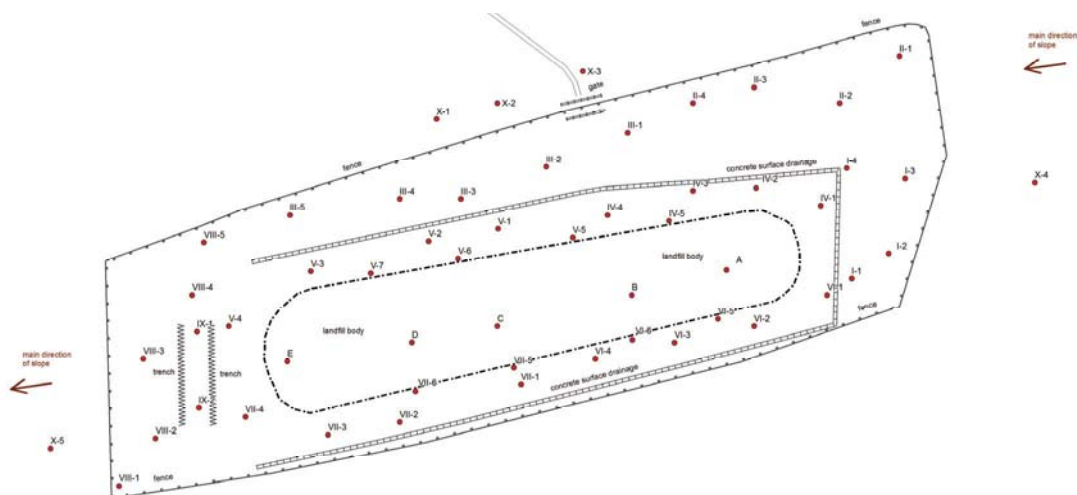 fence
main direction
of slope
II-1
X-3
gate
II-3
II-4
II-2
X-2
X-1
III-1
fence
III-2
concrete surface drainage
I-4
I-3
X-4
III-4
III-3
IV-3
IV-2
IV-1
III-5
IV-4
IV-5
V-1
VIII-5
V-2
V-5
V-6
landfill body
A
I-2
V-3
V-7
I-1
VIII-4
B
VI-1
fence
V-4
IX-1
landfill body
C
VI-5
VI-2
D
VI-6
VI-3
VIII-3
main direction
of slope
E
VI-4
trench
trench
VII-5
VII-1
concrete surface drainage
VII-6
VII-4
VII-2
VIII-2
VII-3
X-5
fence
VIII-1